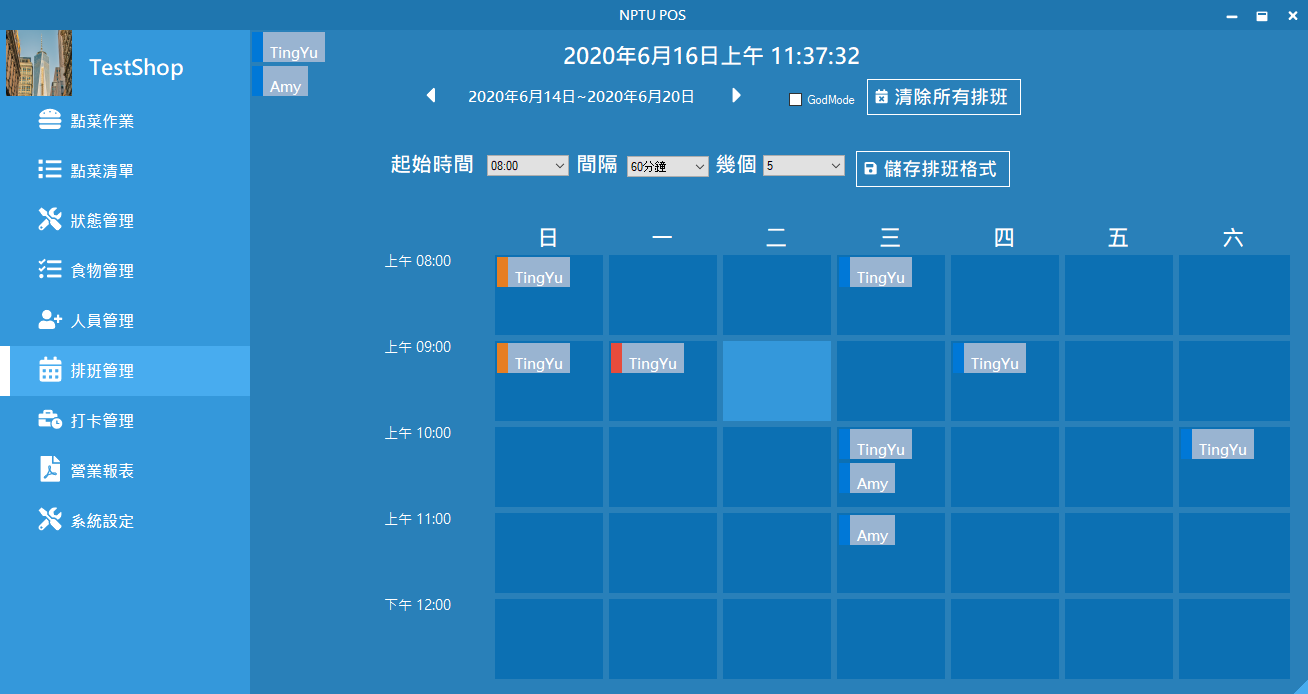 NPTU POS
TestShop
點菜作業
點菜清單
狀態管理
食物管理
人員管理
排班管理
打卡管理
營業報表
系統設定
TingYu
Amy
2020年6月16日上午 11:37:32
2020年6月14日~2020年6月20日
GodMode
清除所有排班
起始時間 08:00 間隔 60分鐘 幾個 5 儲存排班格式
日 一 二 三 四 五 六
上午 08:00 TingYu TingYu
上午 09:00 TingYu TingYu TingYu
上午 10:00 TingYu TingYu
Amy
上午 11:00 Amy
下午 12:00